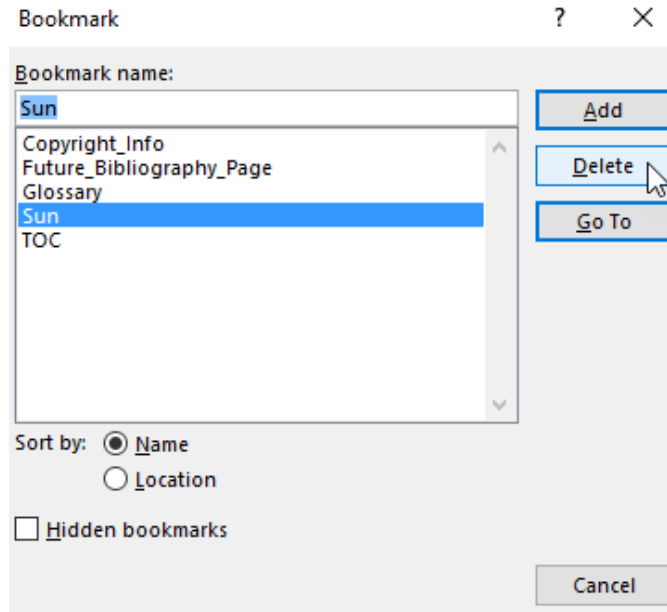 Bookmark ?
Bookmark name:
Sun
Add
Copyright_Info
Future_Bibliography_Page
Glossary
Sun
TOC
Delete
Go To
Sort by: Name
Location
Hidden bookmarks
Cancel